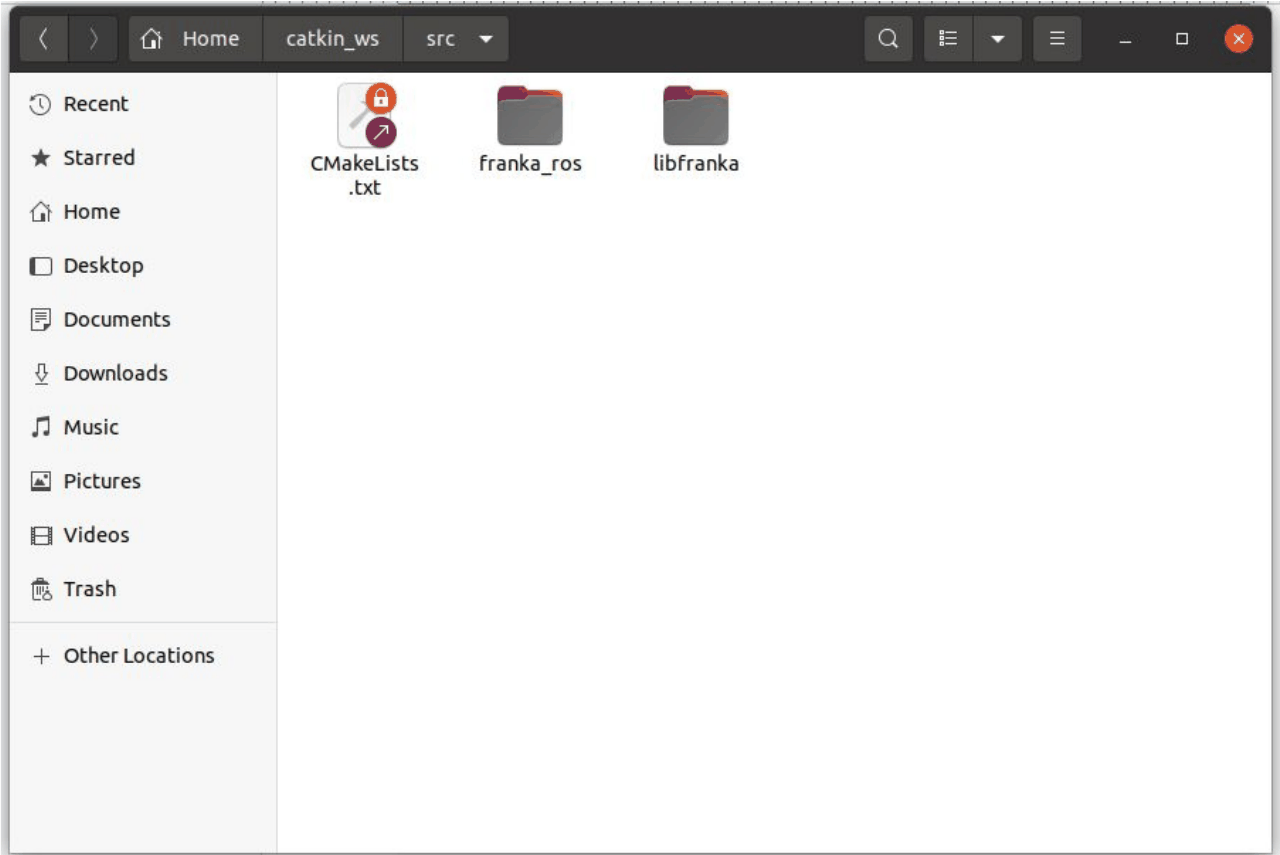 Home catkin_ws src
Recent
Starred
Home
Desktop
Documents
Downloads
Music
Pictures
Videos
Trash
Other Locations
CMakeLists
.txt
franka_ros
libfranka